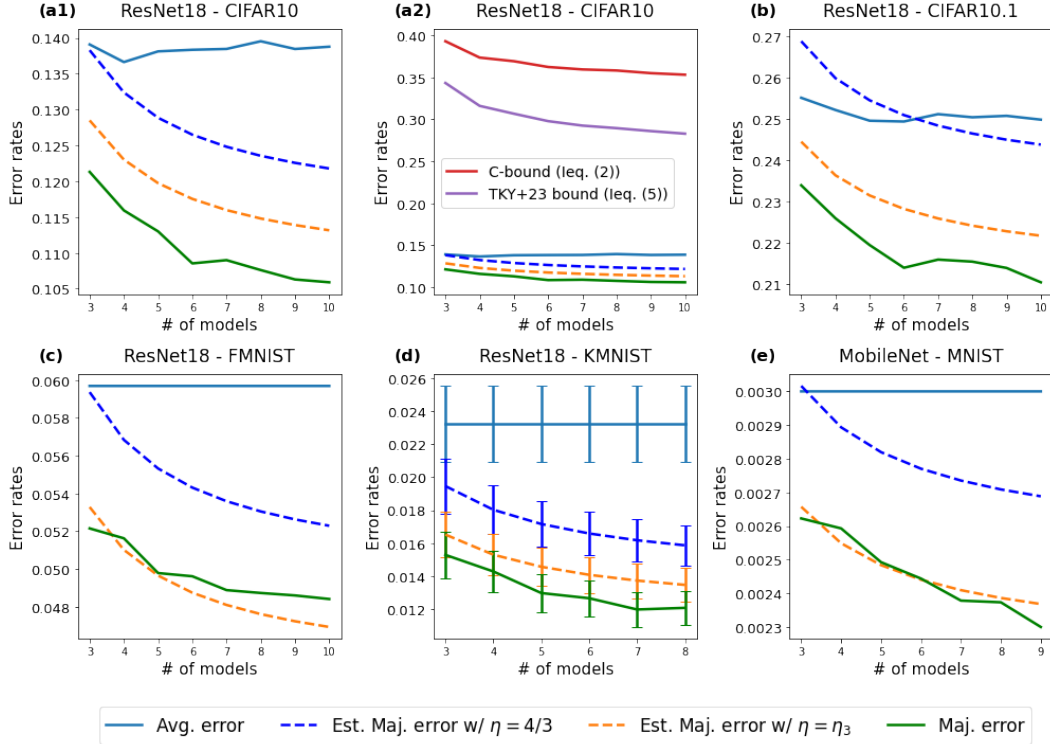 (a1) ResNet18 - CIFAR10
Error rates
0.140
0.135
0.130
0.125
0.120
0.115
0.110
0.105
3 4 5 6 7 8 9 10
# of models
(a2) ResNet18 - CIFAR10
Error rates
0.40
0.35
0.30
0.25
0.20
0.15
0.10
C-bound (Ieq. (2))
TKY+23 bound (Ieq. (5))
3 4 5 6 7 8 9 10
# of models
(b) ResNet18 - CIFAR10.1
Error rates
0.27
0.26
0.25
0.24
0.23
0.22
0.21
3 4 5 6 7 8 9 10
# of models
(c) ResNet18 - FMNIST
Error rates
0.060
0.058
0.056
0.054
0.052
0.050
0.048
3 4 5 6 7 8 9 10
# of models
(d) ResNet18 - KMNIST
Error rates
0.026
0.024
0.022
0.020
0.018
0.016
0.014
0.012
3 4 5 6 7 8
# of models
(e) MobileNet - MNIST
Error rates
0.0030
0.0029
0.0028
0.0027
0.0026
0.0025
0.0024
0.0023
3 4 5 6 7 8 9
# of models
Avg. error Est. Maj. error w/ η = 4/3 Est. Maj. error w/ η = η₃ Maj. error